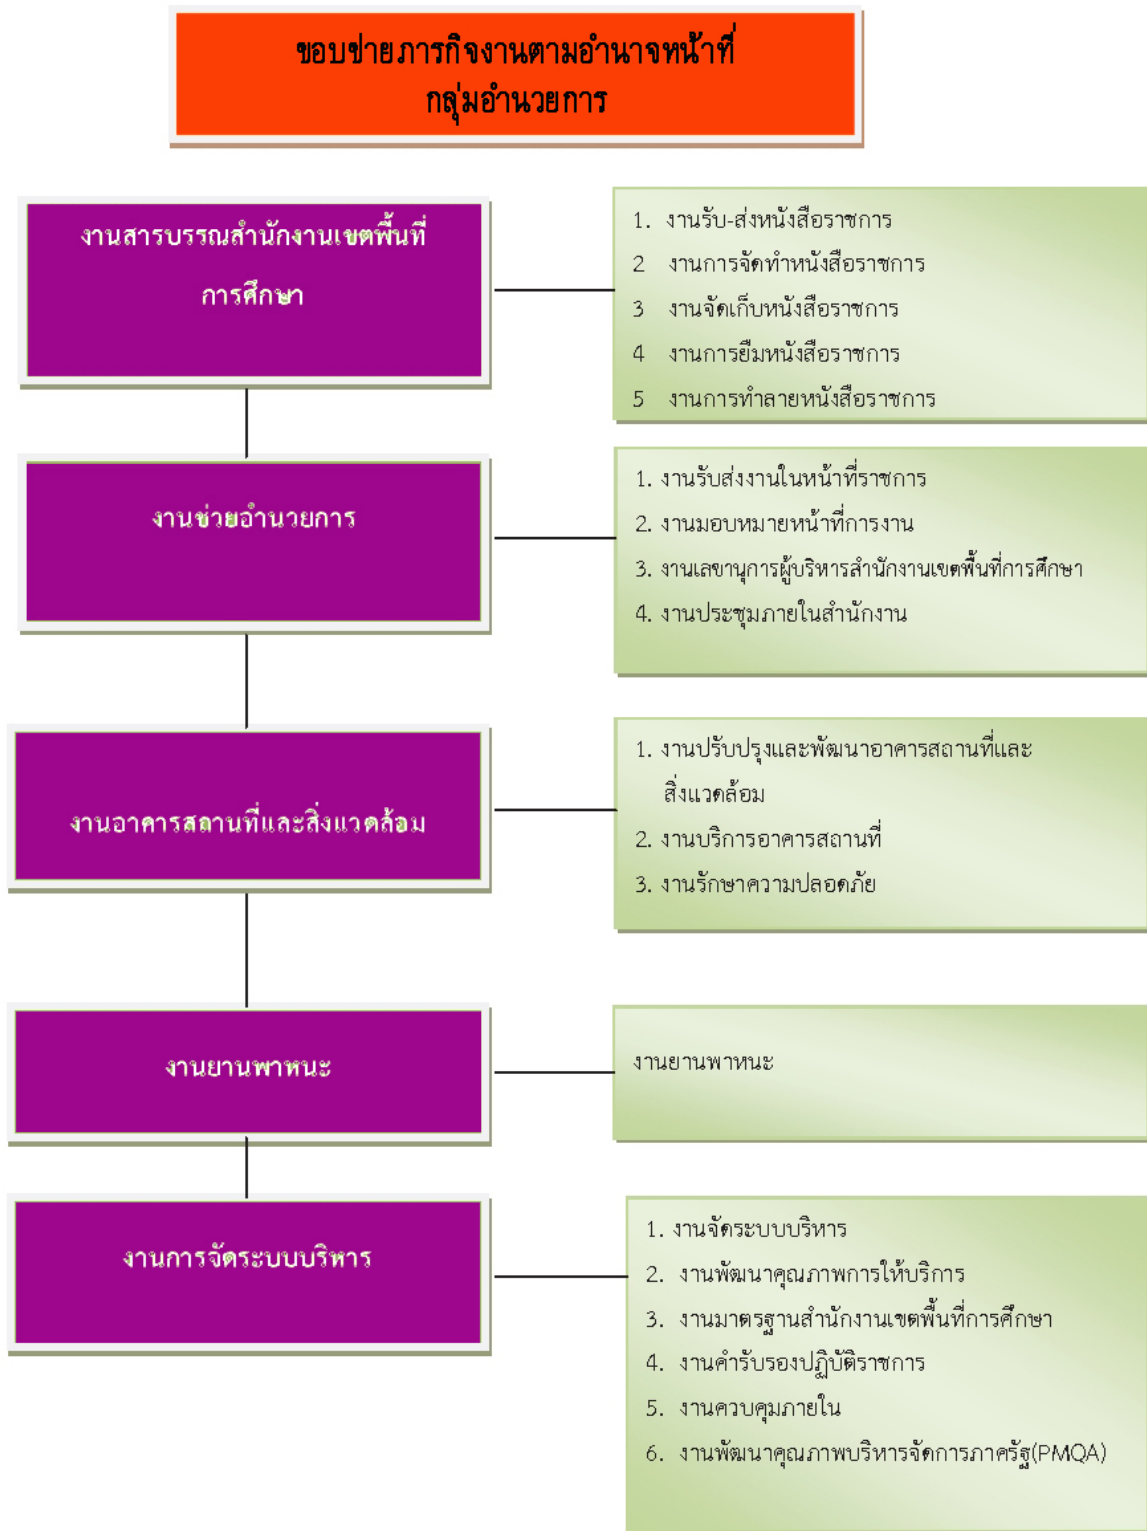 ขอบข่ายภารกิจงานตามอำนาจหน้าที่
กลุ่มอำนวยการ
งานสารบรรณสำนักงานเขตพื้นที่
การศึกษา
1. งานรับ-ส่งหนังสือราชการ
2 งานการจัดทำหนังสือราชการ
3 งานจัดเก็บหนังสือราชการ
4 งานการยืมหนังสือราชการ
5 งานการทำลายหนังสือราชการ
งานช่วยอำนวยการ
1. งานรับส่งงานในหน้าที่ราชการ
2. งานมอบหมายหน้าที่การงาน
3. งานเลขานุการผู้บริหารสำนักงานเขตพื้นที่การศึกษา
4. งานประชุมภายในสำนักงาน
งานอาคารสถานที่และสิ่งแวดล้อม
1. งานปรับปรุงและพัฒนาอาคารสถานที่และ
สิ่งแวดล้อม
2. งานบริการอาคารสถานที่
3. งานรักษาความปลอดภัย
งานยานพาหนะ
งานยานพาหนะ
งานการจัดระบบบริหาร
1. งานจัดระบบบริหาร
2. งานพัฒนาคุณภาพการให้บริการ
3. งานมาตรฐานสำนักงานเขตพื้นที่การศึกษา
4. งานคำรับรองปฏิบัติราชการ
5. งานควบคุมภายใน
6. งานพัฒนาคุณภาพบริหารจัดการภาครัฐ(PMQA)